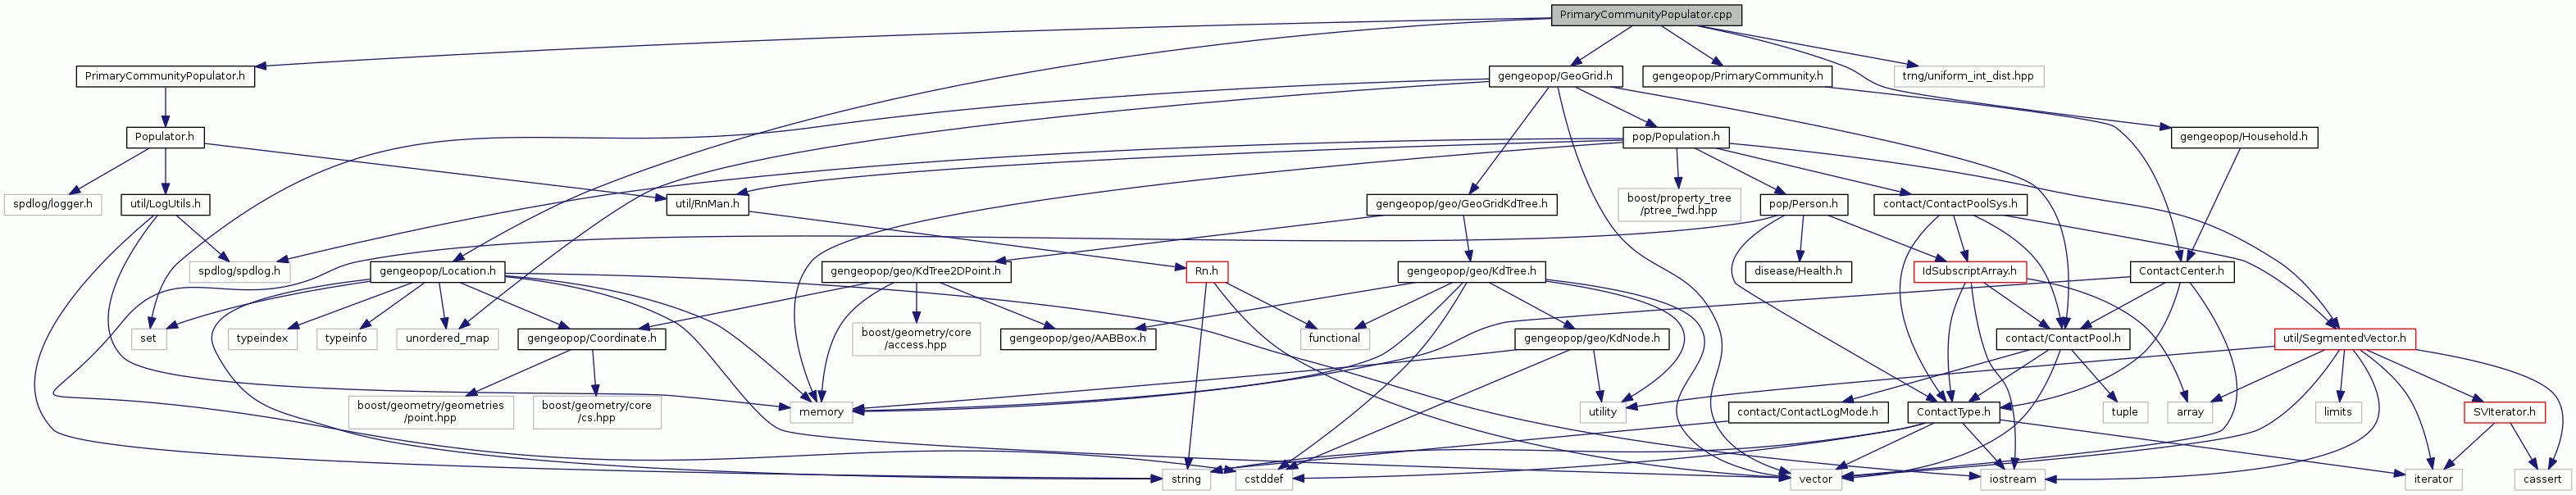 PrimaryCommunityPopulator.cpp
PrimaryCommunityPopulator.h
gengeopop/GeoGrid.h
gengeopop/PrimaryCommunity.h
trng/uniform_int_dist.hpp
Populator.h
pop/Population.h
gengeopop/Household.h
spdlog/logger.h
util/LogUtils.h
util/RnMan.h
gengeopop/geo/GeoGridKdTree.h
boost/property_tree
/ptree_fwd.hpp
pop/Person.h
contact/ContactPoolSys.h
spdlog/spdlog.h
gengeopop/Location.h
gengeopop/geo/KdTree2DPoint.h
Rn.h
gengeopop/geo/KdTree.h
disease/Health.h
IdSubscriptArray.h
ContactCenter.h
set
typeindex
typeinfo
unordered_map
gengeopop/Coordinate.h
boost/geometry/core
/access.hpp
gengeopop/geo/AABBox.h
functional
gengeopop/geo/KdNode.h
contact/ContactPool.h
util/SegmentedVector.h
boost/geometry/geometries
/point.hpp
boost/geometry/core
/cs.hpp
memory
utility
contact/ContactLogMode.h
ContactType.h
tuple
array
limits
SVIterator.h
string
cstddef
vector
iostream
iterator
cassert